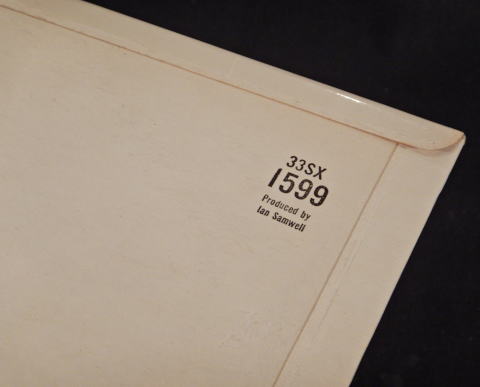 33SX
1599
Produced by
Ian Samwell